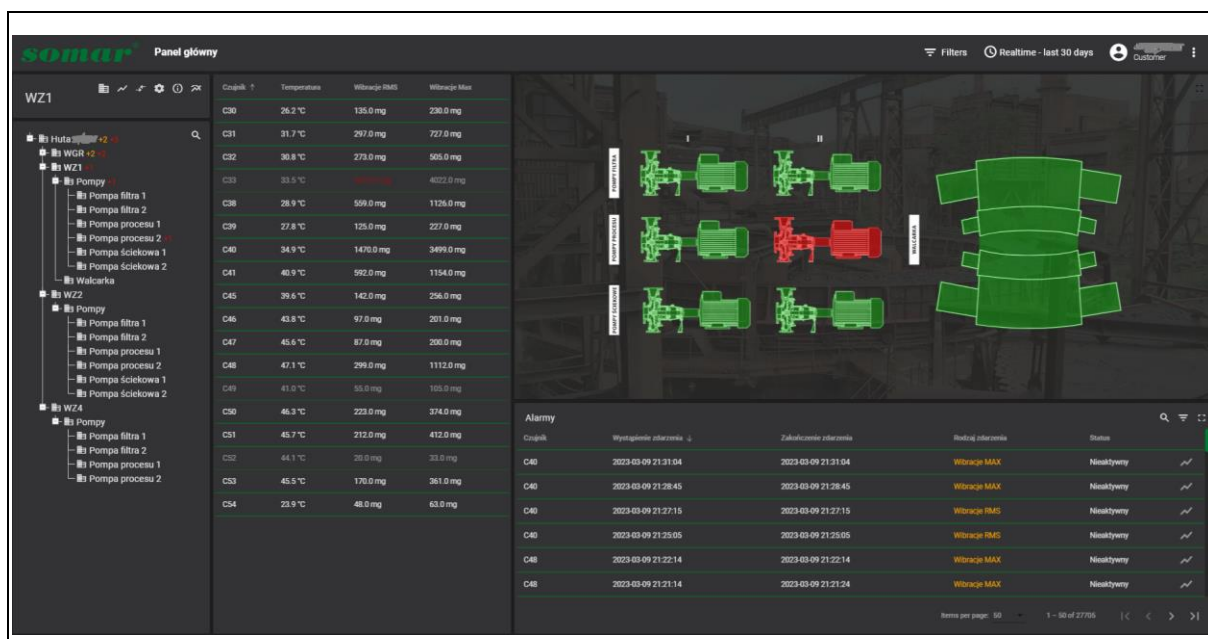 somar Panel główny Filters Realtime - last 30 days Customer
WZ1
Huta +2
WGR +2
WZ1
Pompy
Pompa filtra 1
Pompa filtra 2
Pompa procesu 1
Pompa procesu 2
Pompa ściekowa 1
Pompa ściekowa 2
Walcarka
WZ2
Pompy
Pompa filtra 1
Pompa filtra 2
Pompa procesu 1
Pompa procesu 2
Pompa ściekowa 1
Pompa ściekowa 2
WZ4
Pompy
Pompa filtra 1
Pompa filtra 2
Pompa procesu 1
Pompa procesu 2
Czujnik ↑ Temperatura Wibracje RMS Wibracje Max
C30 26.2 °C 135.0 mg 230.0 mg
C31 31.7 °C 297.0 mg 727.0 mg
C32 30.8 °C 273.0 mg 505.0 mg
C33 33.5 °C 4022.0 mg
C38 28.9 °C 559.0 mg 1126.0 mg
C39 27.8 °C 125.0 mg 227.0 mg
C40 34.9 °C 1470.0 mg 3499.0 mg
C41 40.9 °C 592.0 mg 1154.0 mg
C45 39.6 °C 142.0 mg 256.0 mg
C46 43.8 °C 97.0 mg 201.0 mg
C47 45.6 °C 87.0 mg 200.0 mg
C48 47.1 °C 299.0 mg 1112.0 mg
C49 41.0 °C 55.0 mg 105.0 mg
C50 46.3 °C 223.0 mg 374.0 mg
C51 45.7 °C 212.0 mg 412.0 mg
C52 44.1 °C 20.0 mg 33.0 mg
C53 45.5 °C 170.0 mg 361.0 mg
C54 23.9 °C 48.0 mg 63.0 mg
I II
POMPY FILTRA
POMPY PROCESU
POMPY ŚCIEKOWE
WALCARKA
Alarmy
Czujnik Wystąpienie zdarzenia ↓ Zakończenie zdarzenia Rodzaj zdarzenia Status
C40 2023-03-09 21:31:04 2023-03-09 21:31:04 Wibracje MAX Nieaktywny
C40 2023-03-09 21:28:45 2023-03-09 21:28:45 Wibracje MAX Nieaktywny
C40 2023-03-09 21:27:15 2023-03-09 21:27:15 Wibracje RMS Nieaktywny
C40 2023-03-09 21:25:05 2023-03-09 21:25:05 Wibracje RMS Nieaktywny
C48 2023-03-09 21:22:14 2023-03-09 21:22:14 Wibracje MAX Nieaktywny
C48 2023-03-09 21:21:14 2023-03-09 21:21:24 Wibracje MAX Nieaktywny
Items per page: 50 1 – 50 of 27705